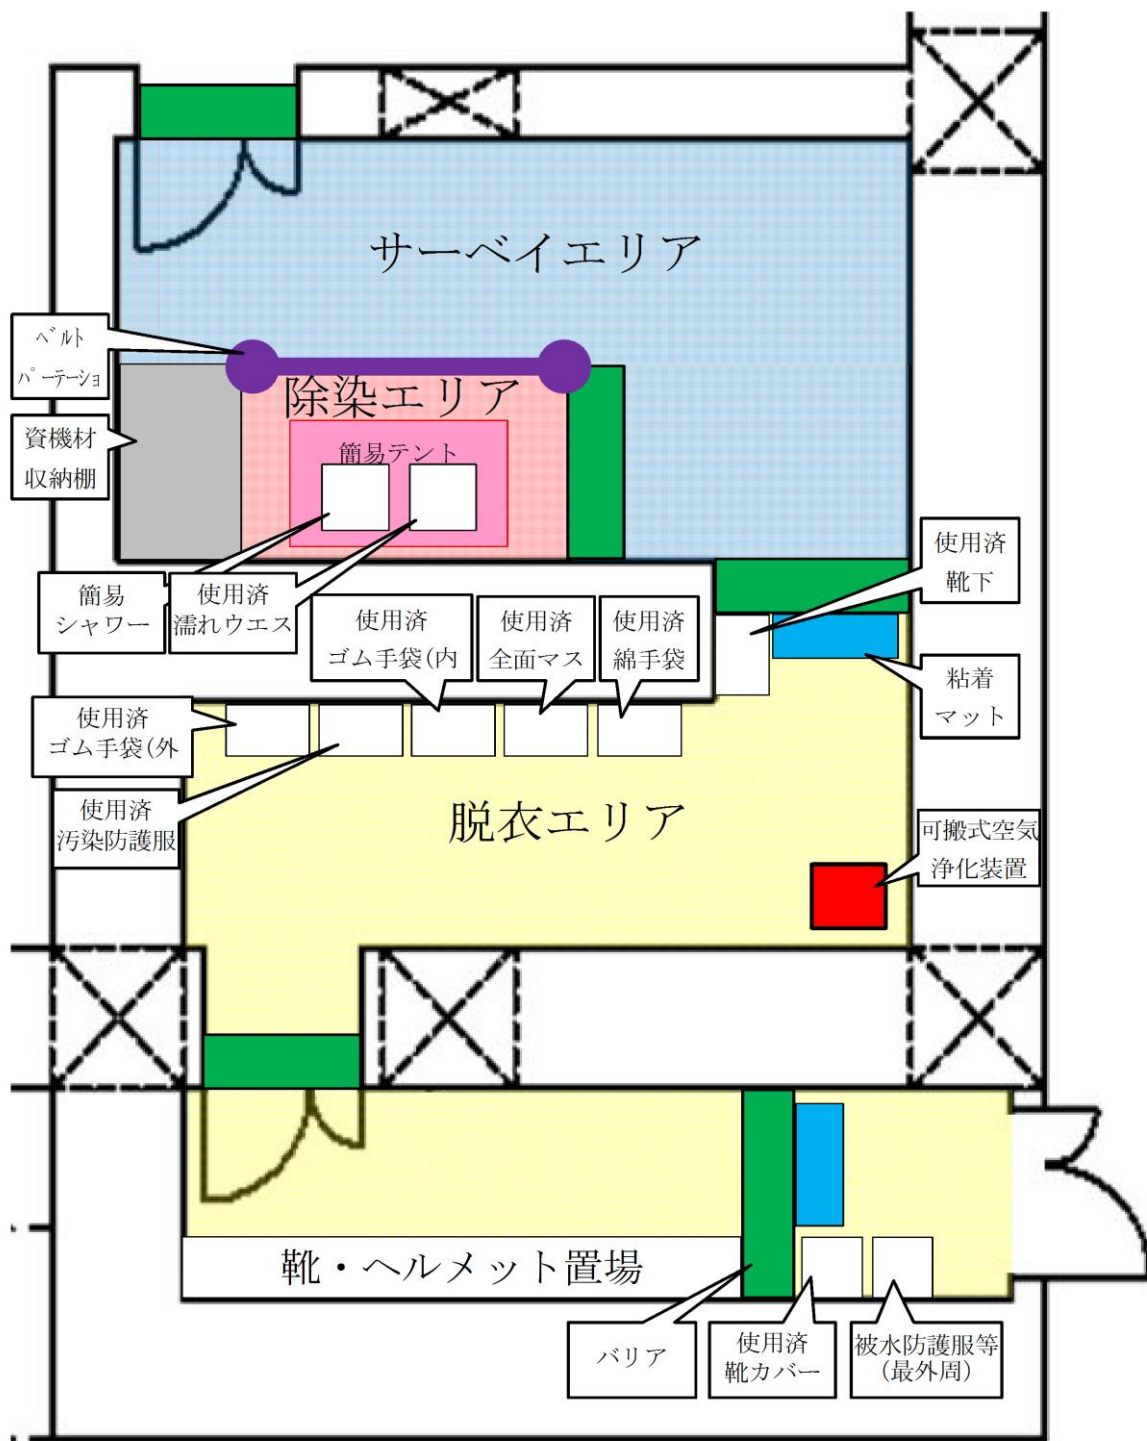 サーベイエリア
ベルト
パーテーショ
除染エリア
資機材
収納棚
簡易テント
使用済
靴下
簡易
シャワー
使用済
濡れウエス
使用済
ゴム手袋(内
使用済
全面マス
使用済
綿手袋
粘着
マット
使用済
ゴム手袋(外
使用済
汚染防護服
脱衣エリア
可搬式空気
浄化装置
靴・ヘルメット置場
バリア
使用済
靴カバー
被水防護服等
(最外周)